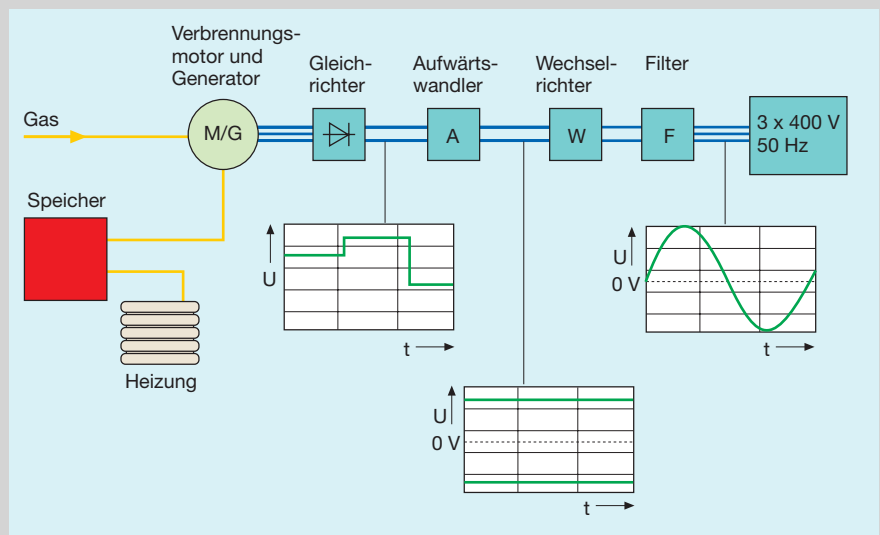 Verbrennungs-
motor und
Generator
Gleich-
richter
Aufwärts-
wandler
Wechsel-
richter
Filter
Gas
M/G
A
W
F
3 x 400 V
50 Hz
Speicher
Heizung
U
t
U
0 V
t
U
0 V
t